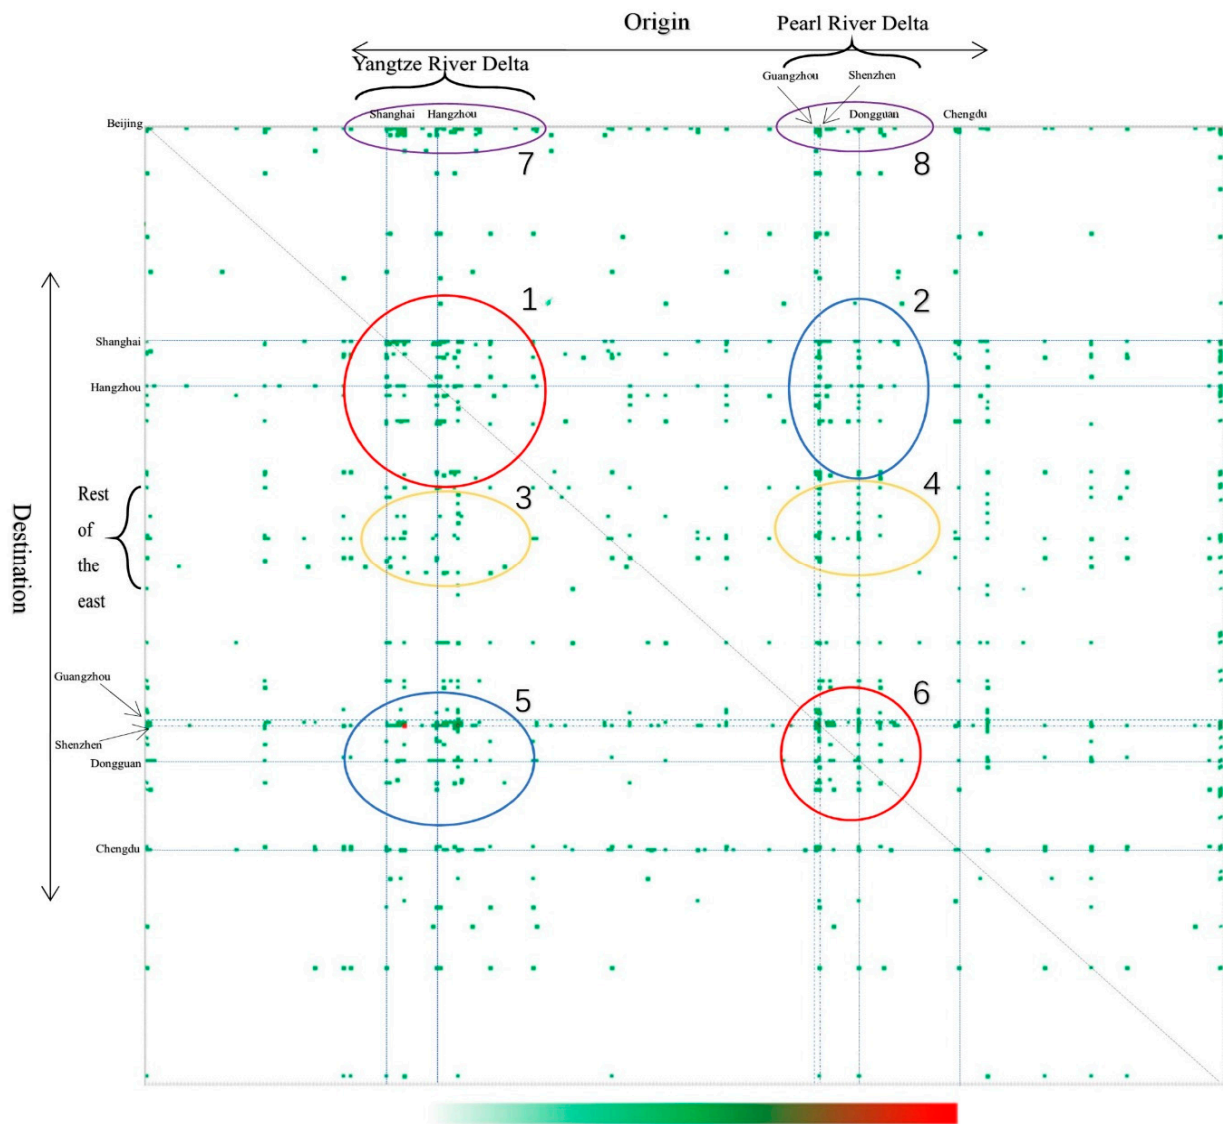 Origin
Pearl River Delta
Yangtze River Delta
Guangzhou
Shenzhen
Shanghai
Hangzhou
Dongguan
Chengdu
Beijing
7
8
1
2
Shanghai
Hangzhou
3
4
Rest
of
the
east
Destination
Guangzhou
5
6
Shenzhen
Dongguan
Chengdu